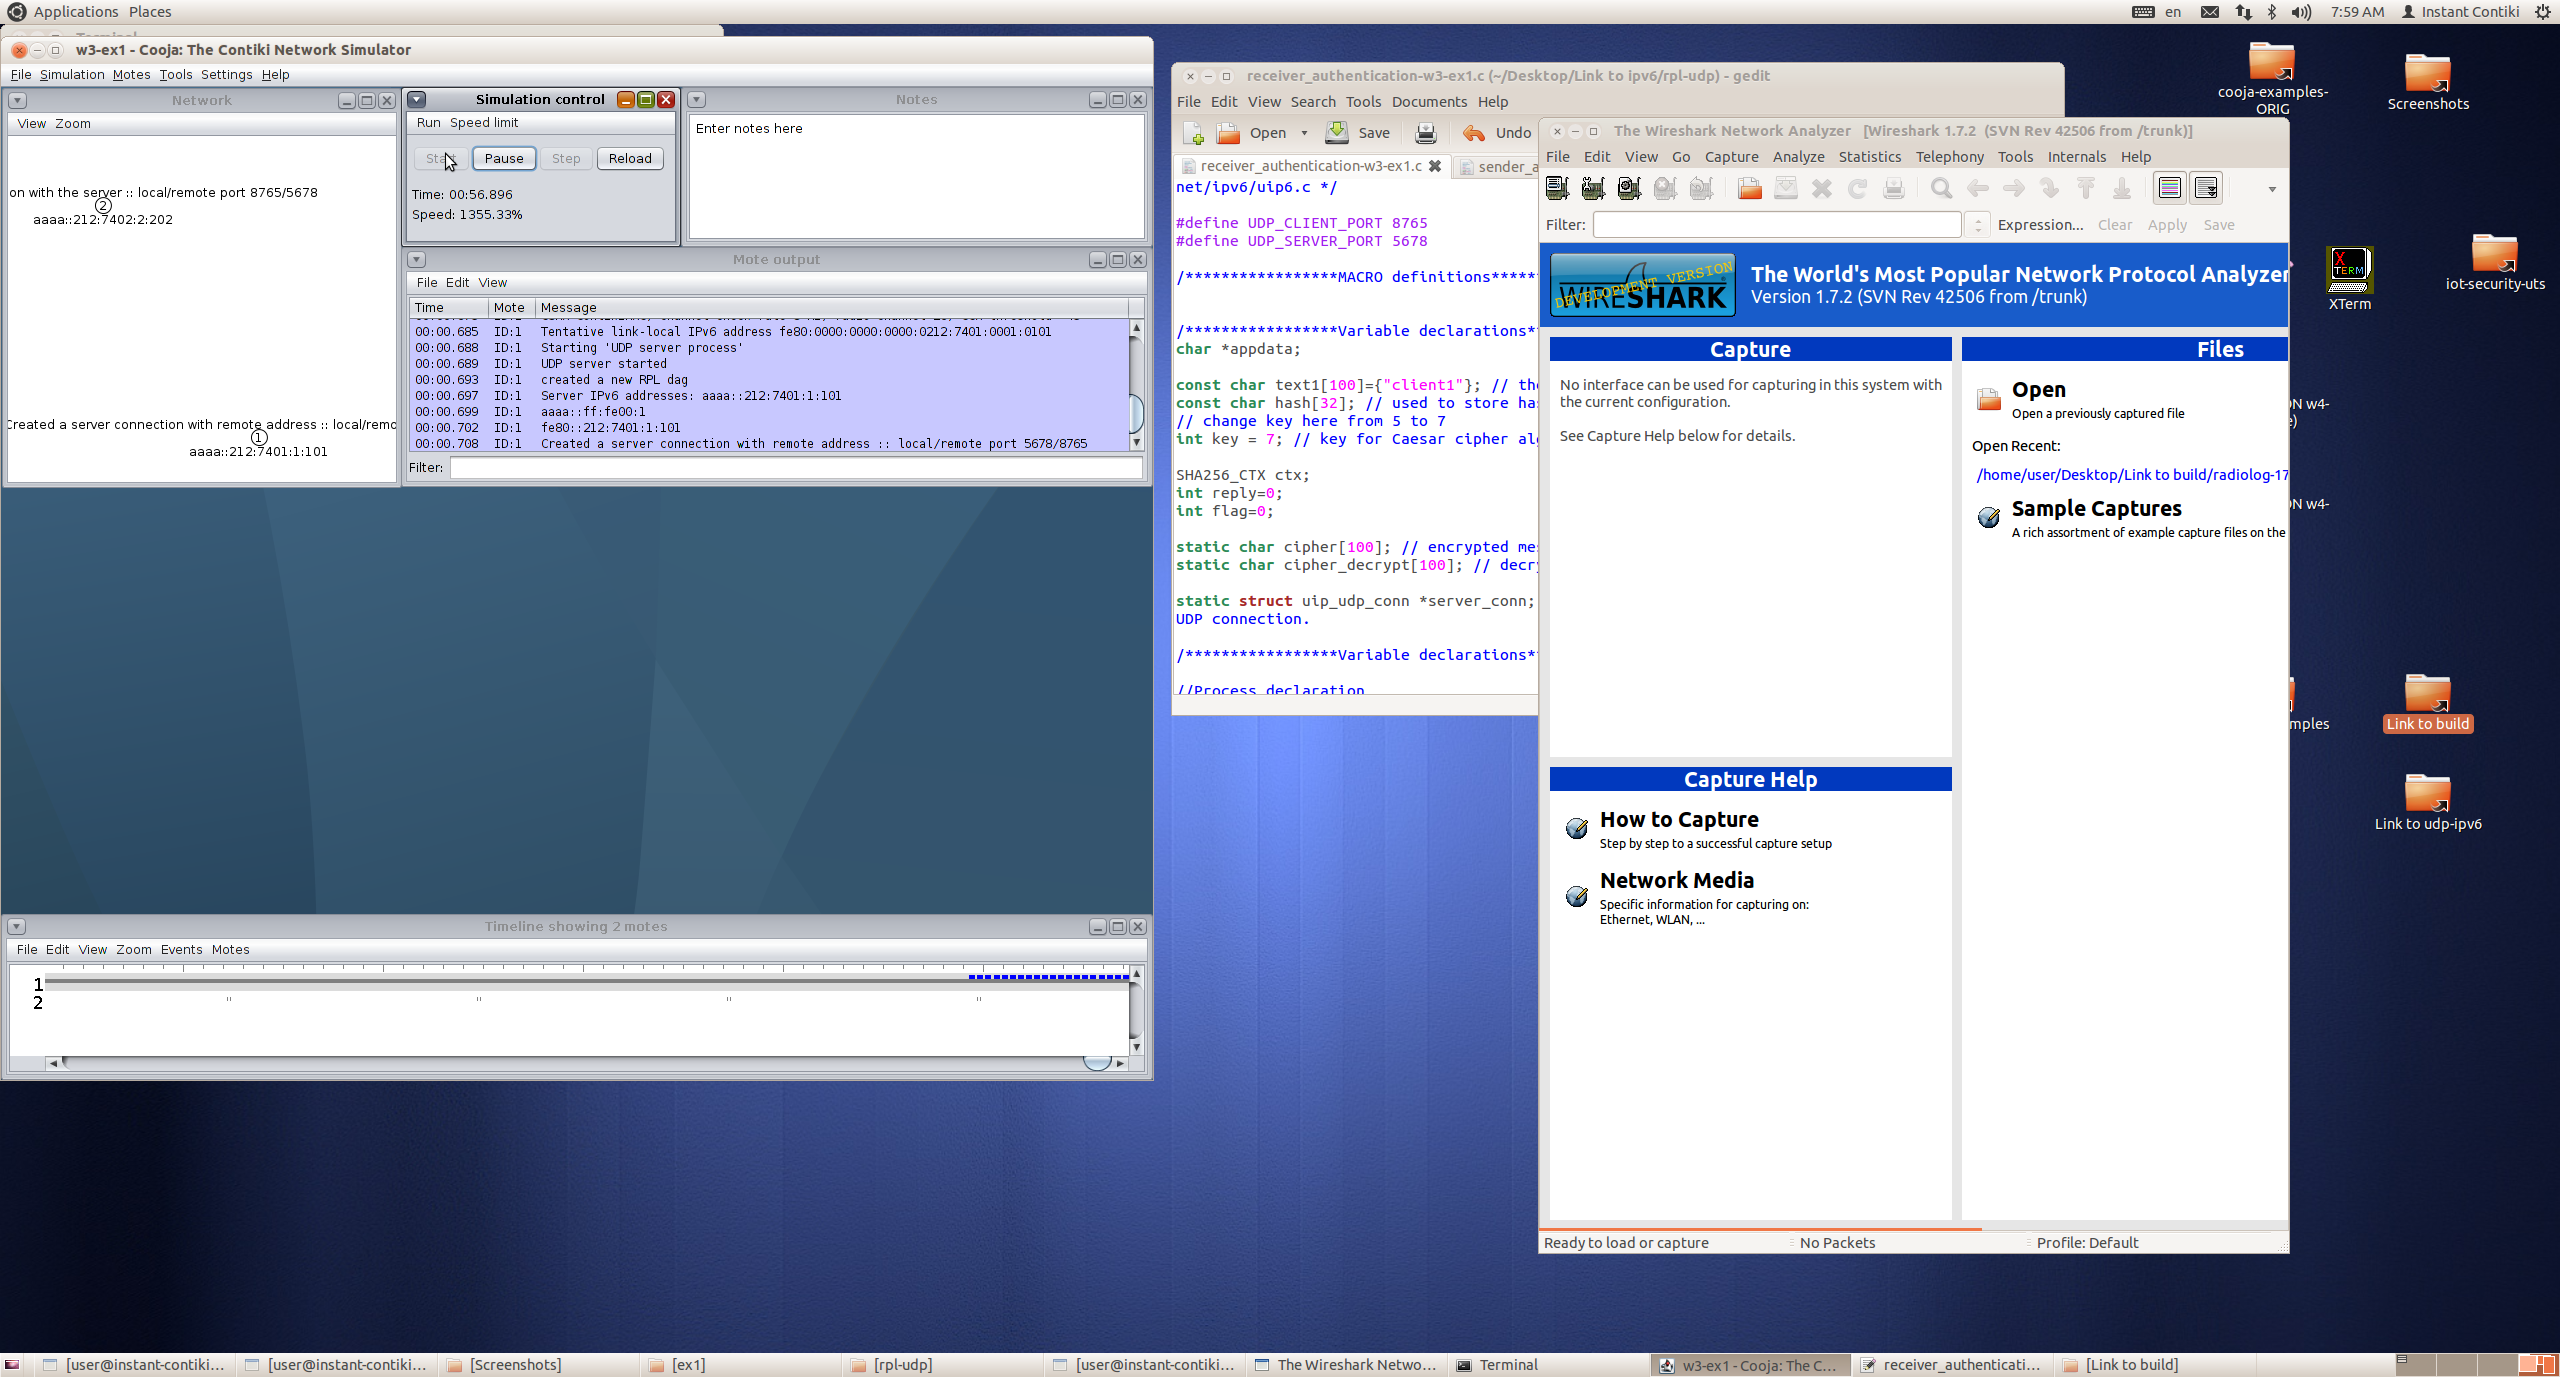 Applications Places
en
7:59 AM
Instant Contiki
w3-ex1 - Cooja: The Contiki Network Simulator
File Simulation Motes Tools Settings Help
Network
View Zoom
on with the server :: local/remote port 8765/5678
2
aaaa::212:7402:2:202
Created a server connection with remote address :: local/remo
1
aaaa::212:7401:1:101
Simulation control
Run Speed limit
Start Pause Step Reload
Time: 00:56.896
Speed: 1355.33%
Notes
Enter notes here
Mote output
File Edit View
Time Mote Message
00:00.685 ID:1 Tentative link-local IPv6 address fe80:0000:0000:0000:0212:7401:0001:0101
00:00.688 ID:1 Starting 'UDP server process'
00:00.689 ID:1 UDP server started
00:00.693 ID:1 created a new RPL dag
00:00.697 ID:1 Server IPv6 addresses: aaaa::212:7401:1:101
00:00.699 ID:1 aaaa::ff:fe00:1
00:00.702 ID:1 fe80::212:7401:1:101
00:00.708 ID:1 Created a server connection with remote address :: local/remote port 5678/8765
Filter:
Timeline showing 2 motes
File Edit View Zoom Events Motes
1
2
receiver_authentication-w3-ex1.c (~/Desktop/Link to ipv6/rpl-udp) - gedit
File Edit View Search Tools Documents Help
Open Save Undo
receiver_authentication-w3-ex1.c sender_a
net/ipv6/uip6.c */
#define UDP_CLIENT_PORT 8765
#define UDP_SERVER_PORT 5678
/*****************MACRO definitions*****
/*****************Variable declarations*
char *appdata;
const char text1[100]={"client1"}; // the
const char hash[32]; // used to store has
// change key here from 5 to 7
int key = 7; // key for Caesar cipher alg
SHA256_CTX ctx;
int reply=0;
int flag=0;
static char cipher[100]; // encrypted mes
static char cipher_decrypt[100]; // decry
static struct uip_udp_conn *server_conn;
UDP connection.
/*****************Variable declarations*
//Process declaration
The Wireshark Network Analyzer [Wireshark 1.7.2 (SVN Rev 42506 from /trunk)]
File Edit View Go Capture Analyze Statistics Telephony Tools Internals Help
Filter: Expression... Clear Apply Save
WIRESHARK
DEVELOPMENT VERSION
The World's Most Popular Network Protocol Analyzer
Version 1.7.2 (SVN Rev 42506 from /trunk)
Capture
No interface can be used for capturing in this system with
the current configuration.
See Capture Help below for details.
Capture Help
How to Capture
Step by step to a successful capture setup
Network Media
Specific information for capturing on:
Ethernet, WLAN, ...
Files
Open
Open a previously captured file
Open Recent:
/home/user/Desktop/Link to build/radiolog-17
Sample Captures
A rich assortment of example capture files on the
Ready to load or capture No Packets Profile: Default
cooja-examples-
ORIG
Screenshots
X TERM
XTerm
iot-security-uts
N w4-
N w4-
mples
Link to build
Link to udp-ipv6
[user@instant-contiki... [user@instant-contiki... [Screenshots] [ex1] [rpl-udp] [user@instant-contiki... The Wireshark Netwo... Terminal w3-ex1 - Cooja: The C... receiver_authenticati... [Link to build]